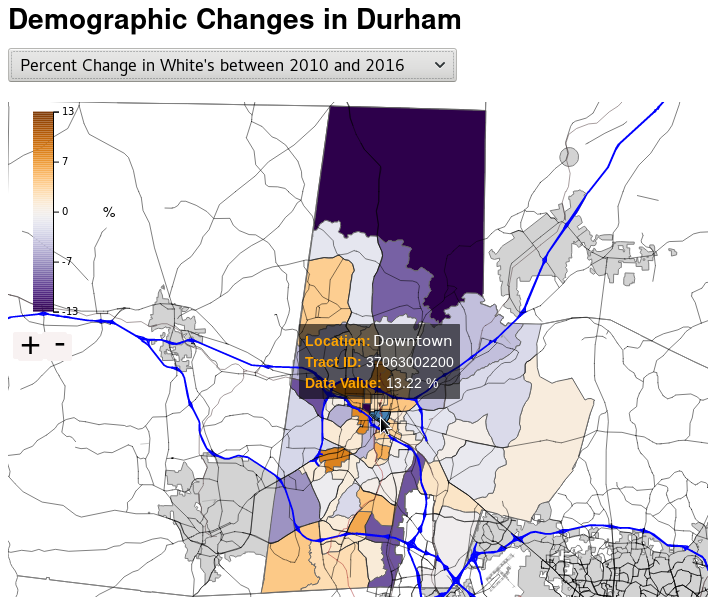 Demographic Changes in Durham
Percent Change in White's between 2010 and 2016
13
7
0
%
-7
-13
+ -
Location: Downtown
Tract ID: 37063002200
Data Value: 13.22 %